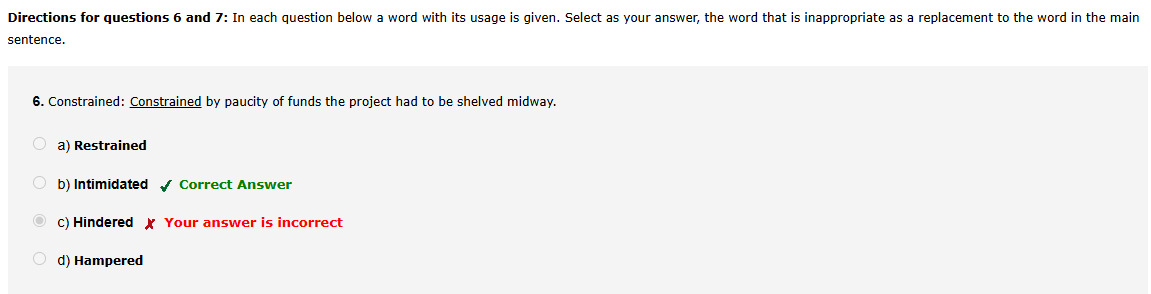 Directions for questions 6 and 7: In each question below a word with its usage is given. Select as your answer, the word that is inappropriate as a replacement to the word in the main
sentence.
6. Constrained: Constrained by paucity of funds the project had to be shelved midway.
a) Restrained
b) Intimidated ✓ Correct Answer
c) Hindered ✗ Your answer is incorrect
d) Hampered